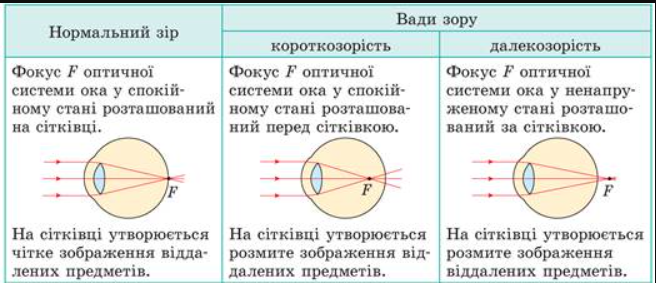 Нормальний зір
Вади зору
короткозорість
далекозорість
Фокус F оптичної
системи ока у спокій-
ному стані розташований
на сітківці.
F
На сітківці утворюється
чітке зображення відда-
лених предметів.
Фокус F оптичної
системи ока у спокій-
ному стані розташова-
ний перед сітківкою.
F
На сітківці утворюється
розмите зображення від-
далених предметів.
Фокус F оптичної
системи ока у ненапру-
женому стані розташо-
ваний за сітківкою.
F
На сітківці утворюється
розмите зображення
віддалених предметів.